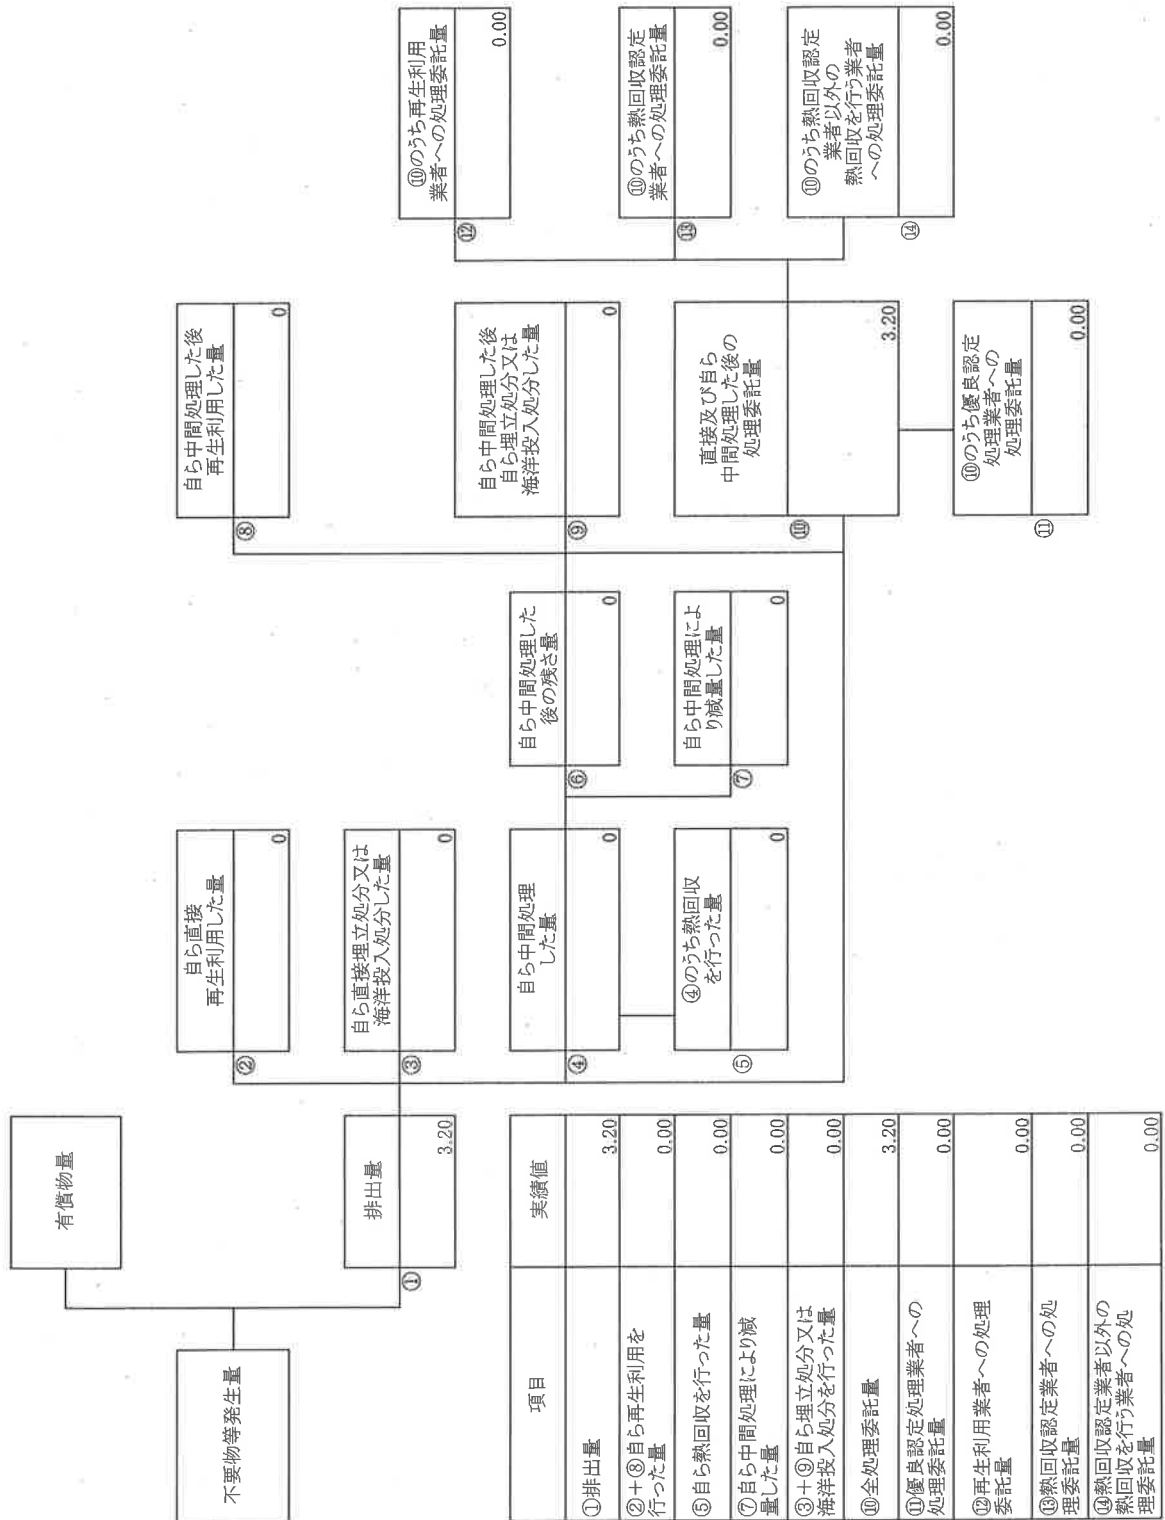 不要物等発生量
有償物量
排出量
①
3.20
自ら直接
再生利用した量
②
0
自ら直接埋立処分又は
海洋投入処分した量
③
0
自ら中間処理
した量
④
0
④のうち熱回収
を行った量
⑤
0
自ら中間処理した
後の残さ量
⑥
0
自ら中間処理によ
り減量した量
⑦
0
自ら中間処理した後
再生利用した量
⑧
0
自ら中間処理した後
自ら埋立処分又は
海洋投入処分した量
⑨
0
直接及び自ら
中間処理した後の
処理委託量
⑩
3.20
⑩のうち優良認定
処理業者への
処理委託量
⑪
0.00
⑩のうち再生利用
業者への処理委託量
⑫
0.00
⑩のうち熱回収認定
業者への処理委託量
⑬
0.00
⑩のうち熱回収認定
業者以外の
熱回収を行う業者
への処理委託量
⑭
0.00
項目 実績値
①排出量 3.20
②+⑧自ら再生利用を
行った量 0.00
⑤自ら熱回収を行った量 0.00
⑦自ら中間処理により減
量した量 0.00
③+⑨自ら埋立処分又は
海洋投入処分を行った量 0.00
⑩全処理委託量 3.20
⑪優良認定処理業者への
処理委託量 0.00
⑫再生利用業者への処理
委託量 0.00
⑬熱回収認定業者への処
理委託量 0.00
⑭熱回収認定業者以外の
熱回収を行う業者への処
理委託量 0.00